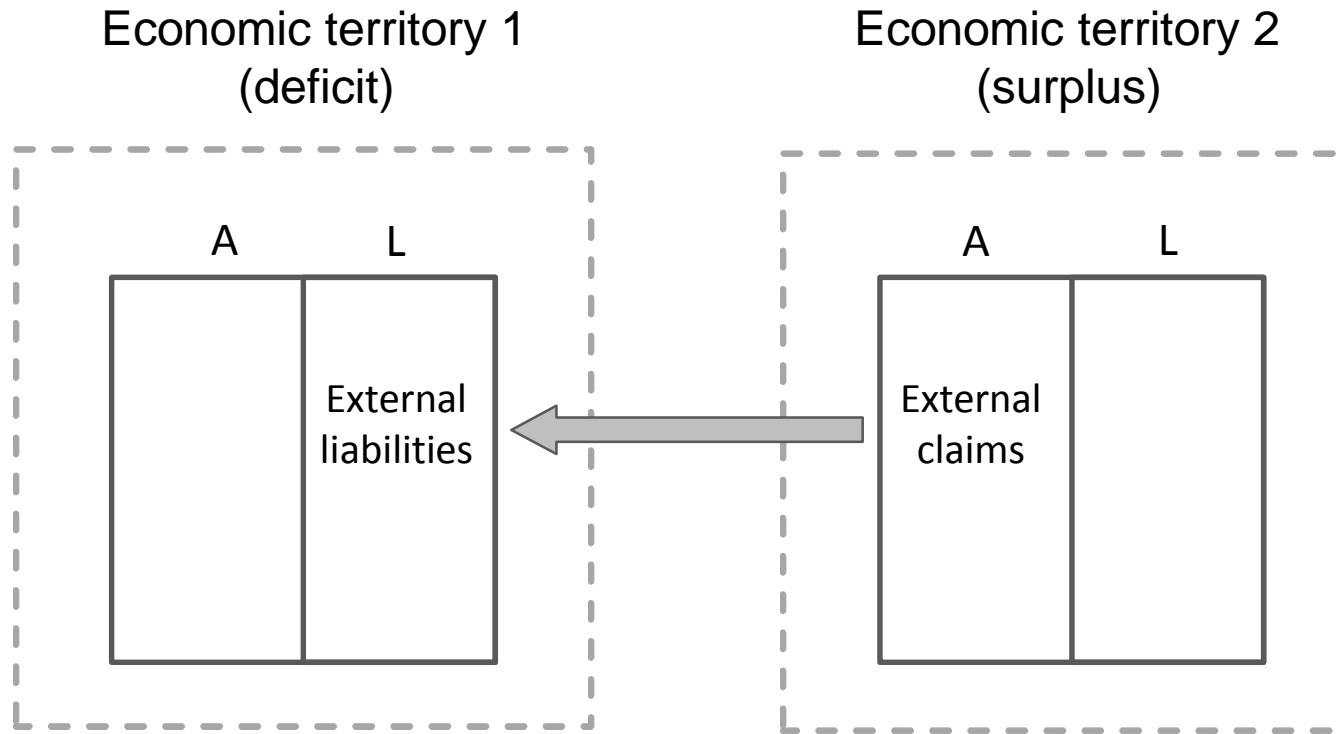 Economic territory 1
(deficit)
Economic territory 2
(surplus)
A
L
A
L
External
liabilities
External
claims